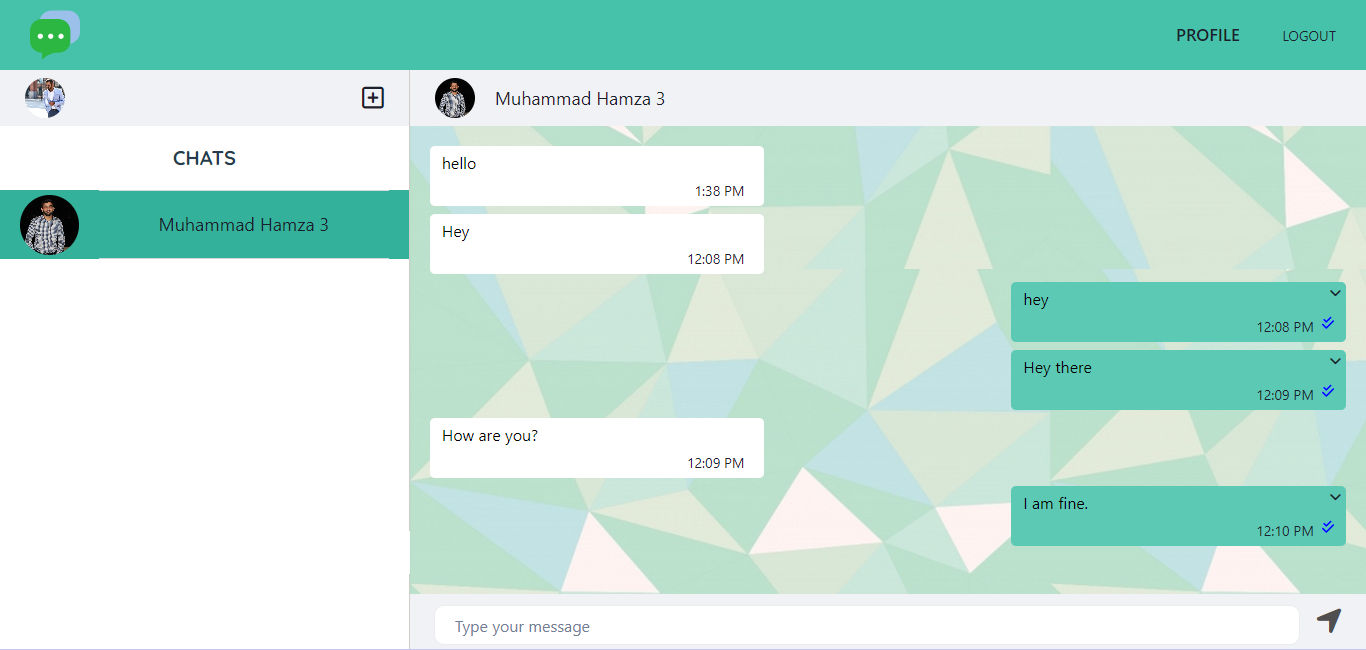 PROFILE
LOGOUT
Muhammad Hamza 3
CHATS
Muhammad Hamza 3
hello
1:38 PM
Hey
12:08 PM
hey
12:08 PM
Hey there
12:09 PM
How are you?
12:09 PM
I am fine.
12:10 PM
Type your message